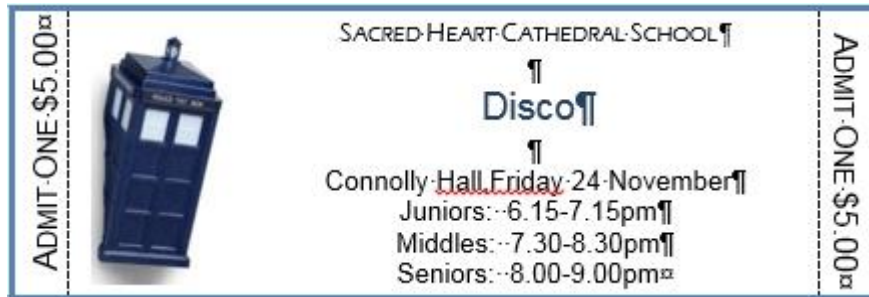 ADMIT·ONE·$5.00¤
SACRED·HEART·CATHEDRAL·SCHOOL¶
¶
Disco¶
¶
Connolly·Hall,Friday·24·November¶
Juniors:··6.15-7.15pm¶
Middles:··7.30-8.30pm¶
Seniors:··8.00-9.00pm¤
ADMIT·ONE·$5.00¤